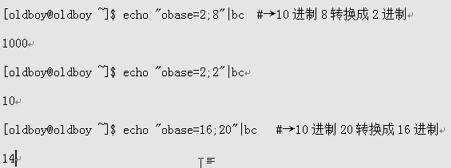 [oldboy@oldboy ~]$ echo "obase=2;8"|bc  #→10 进制 8 转换成 2 进制↵
1000↵
[oldboy@oldboy ~]$ echo "obase=2;2"|bc↵
10↵
[oldboy@oldboy ~]$ echo "obase=16;20"|bc  #→10 进制 20 转换成 16 进制
14